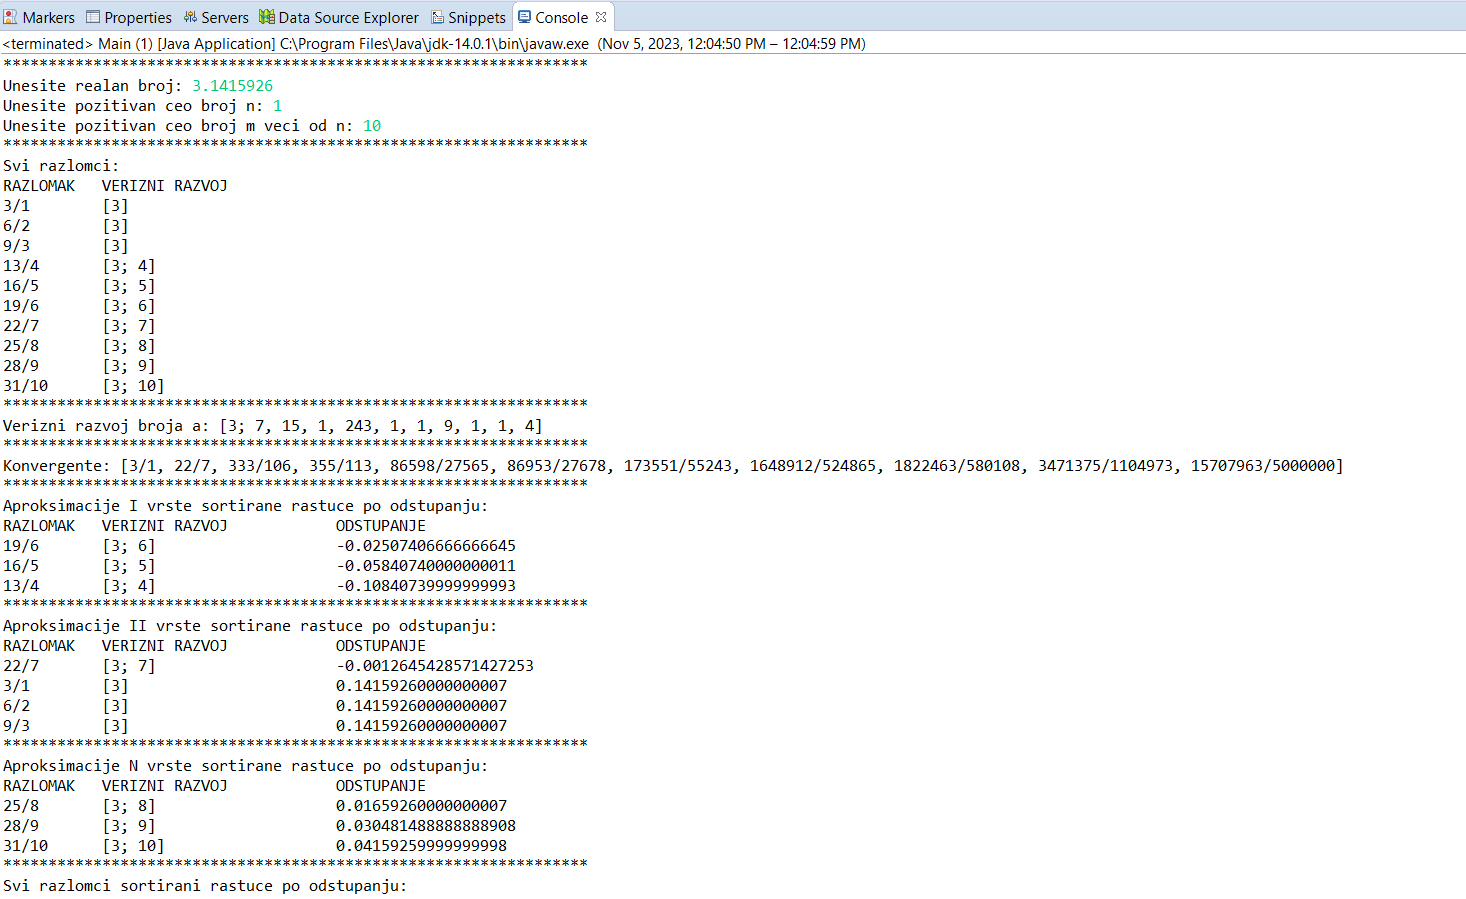 Markers Properties Servers Data Source Explorer Snippets Console
<terminated> Main (1) [Java Application] C:\Program Files\Java\jdk-14.0.1\bin\javaw.exe (Nov 5, 2023, 12:04:50 PM – 12:04:59 PM)
*****************************************************************
Unesite realan broj: 3.1415926
Unesite pozitivan ceo broj n: 1
Unesite pozitivan ceo broj m veci od n: 10
*****************************************************************
Svi razlomci:
RAZLOMAK   VERIZNI RAZVOJ
3/1        [3]
6/2        [3]
9/3        [3]
13/4       [3; 4]
16/5       [3; 5]
19/6       [3; 6]
22/7       [3; 7]
25/8       [3; 8]
28/9       [3; 9]
31/10      [3; 10]
*****************************************************************
Verizni razvoj broja a: [3; 7, 15, 1, 243, 1, 1, 9, 1, 1, 4]
*****************************************************************
Konvergente: [3/1, 22/7, 333/106, 355/113, 86598/27565, 86953/27678, 173551/55243, 1648912/524865, 1822463/580108, 3471375/1104973, 15707963/5000000]
*****************************************************************
Aproksimacije I vrste sortirane rastuce po odstupanju:
RAZLOMAK   VERIZNI RAZVOJ            ODSTUPANJE
19/6       [3; 6]                    -0.02507406666666645
16/5       [3; 5]                    -0.05840740000000011
13/4       [3; 4]                    -0.10840739999999993
*****************************************************************
Aproksimacije II vrste sortirane rastuce po odstupanju:
RAZLOMAK   VERIZNI RAZVOJ            ODSTUPANJE
22/7       [3; 7]                    -0.0012645428571427253
3/1        [3]                       0.14159260000000007
6/2        [3]                       0.14159260000000007
9/3        [3]                       0.14159260000000007
*****************************************************************
Aproksimacije N vrste sortirane rastuce po odstupanju:
RAZLOMAK   VERIZNI RAZVOJ            ODSTUPANJE
25/8       [3; 8]                    0.01659260000000007
28/9       [3; 9]                    0.030481488888888908
31/10      [3; 10]                   0.04159259999999998
*****************************************************************
Svi razlomci sortirani rastuce po odstupanju: